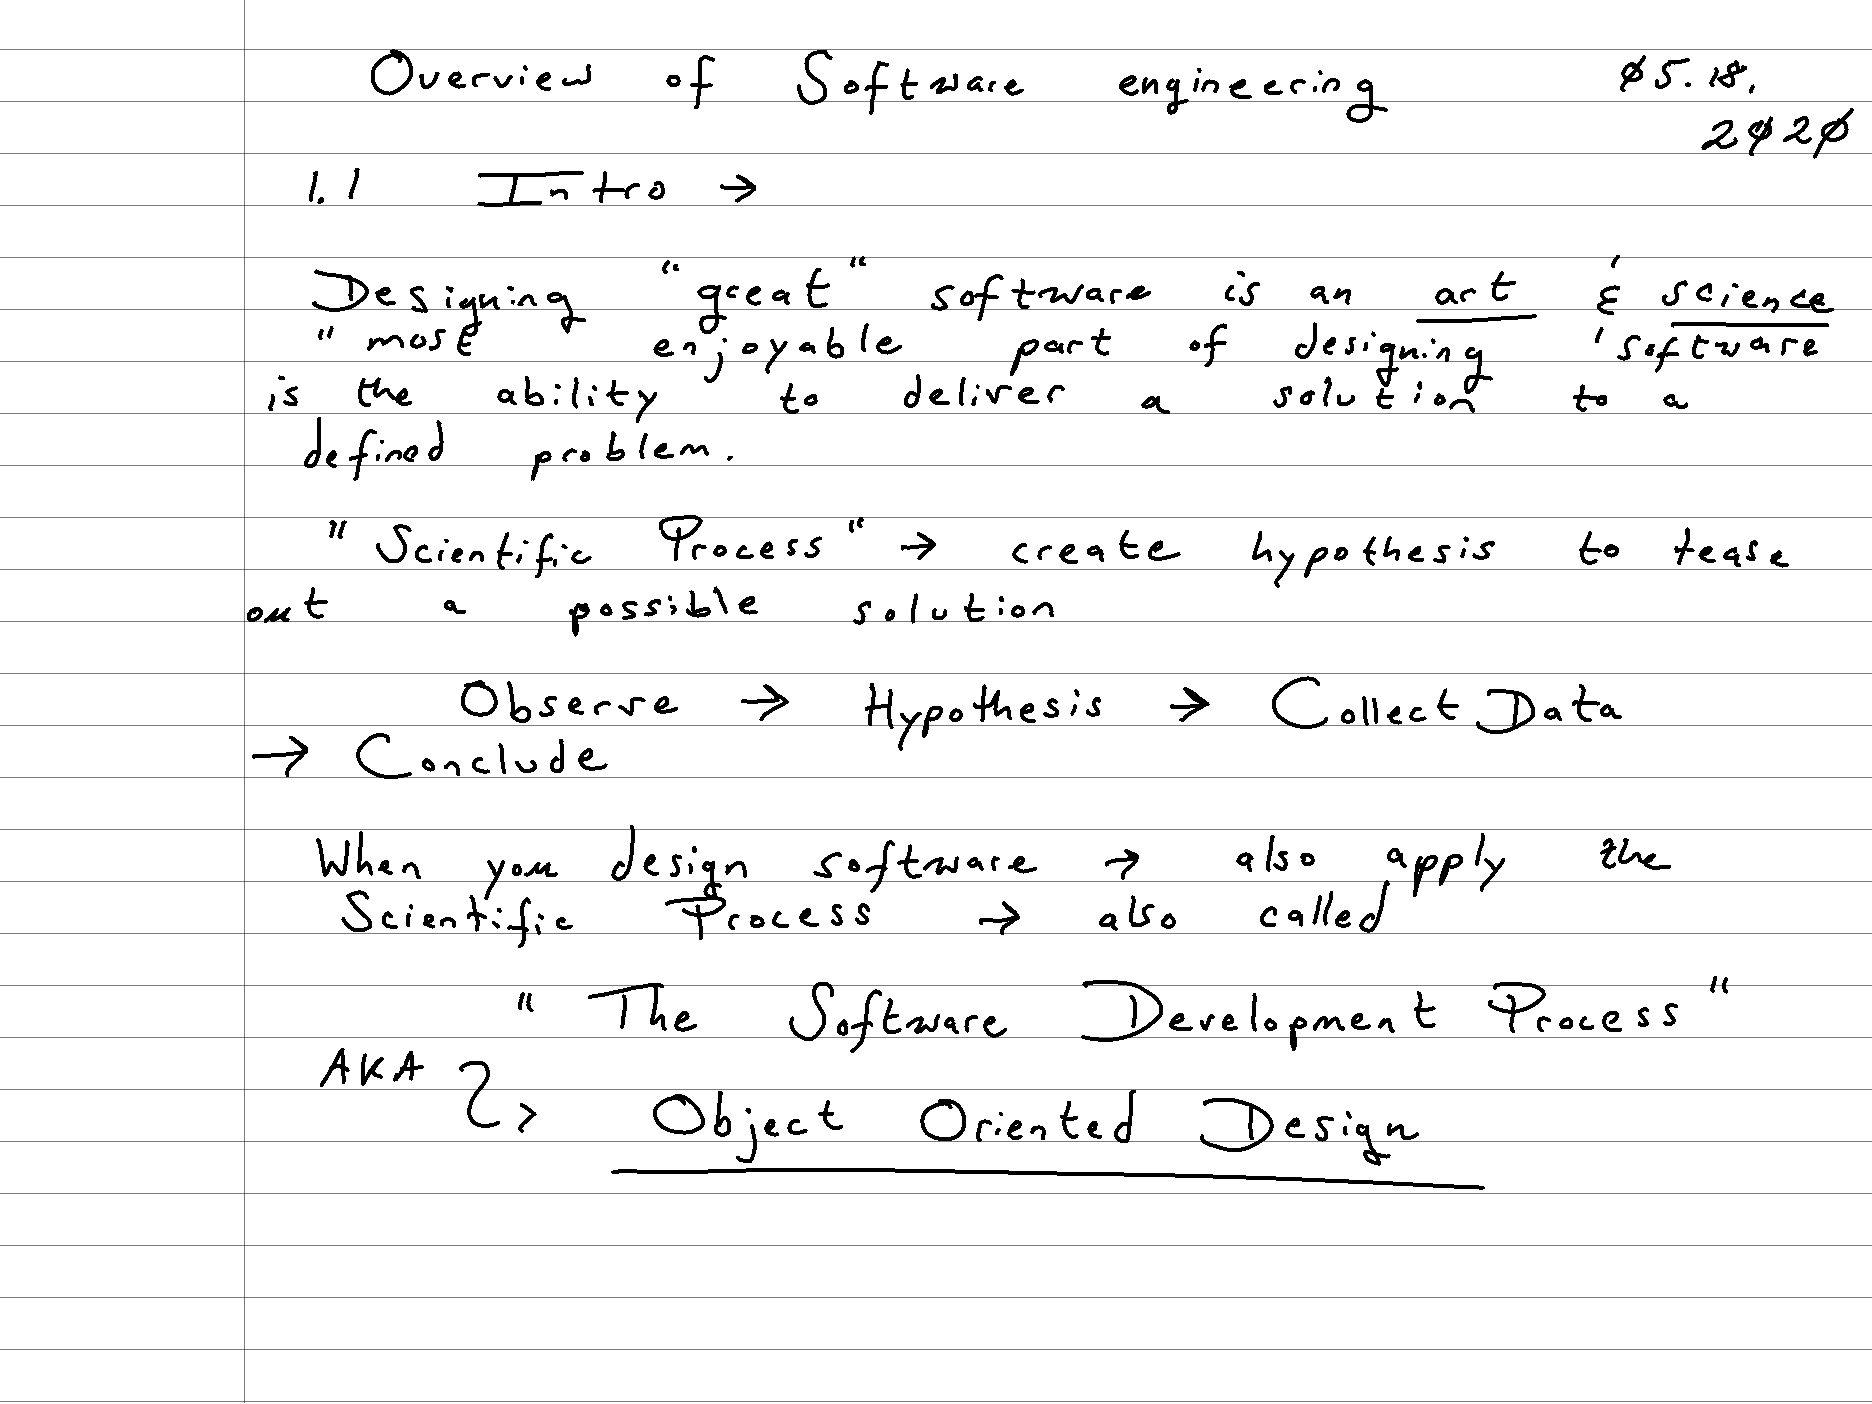 Overview of Software engineering 05.18.
2020
1.1 Intro →
Designing "great" software is an art & science
"most enjoyable part of designing 'software
is the ability to deliver a solution to a
defined problem.
"Scientific Process" → create hypothesis to tease
out a possible solution
Observe → Hypothesis → Collect Data
→ Conclude
When you design software → also apply the
Scientific Process → also called
"The Software Development Process"
AKA
> Object Oriented Design